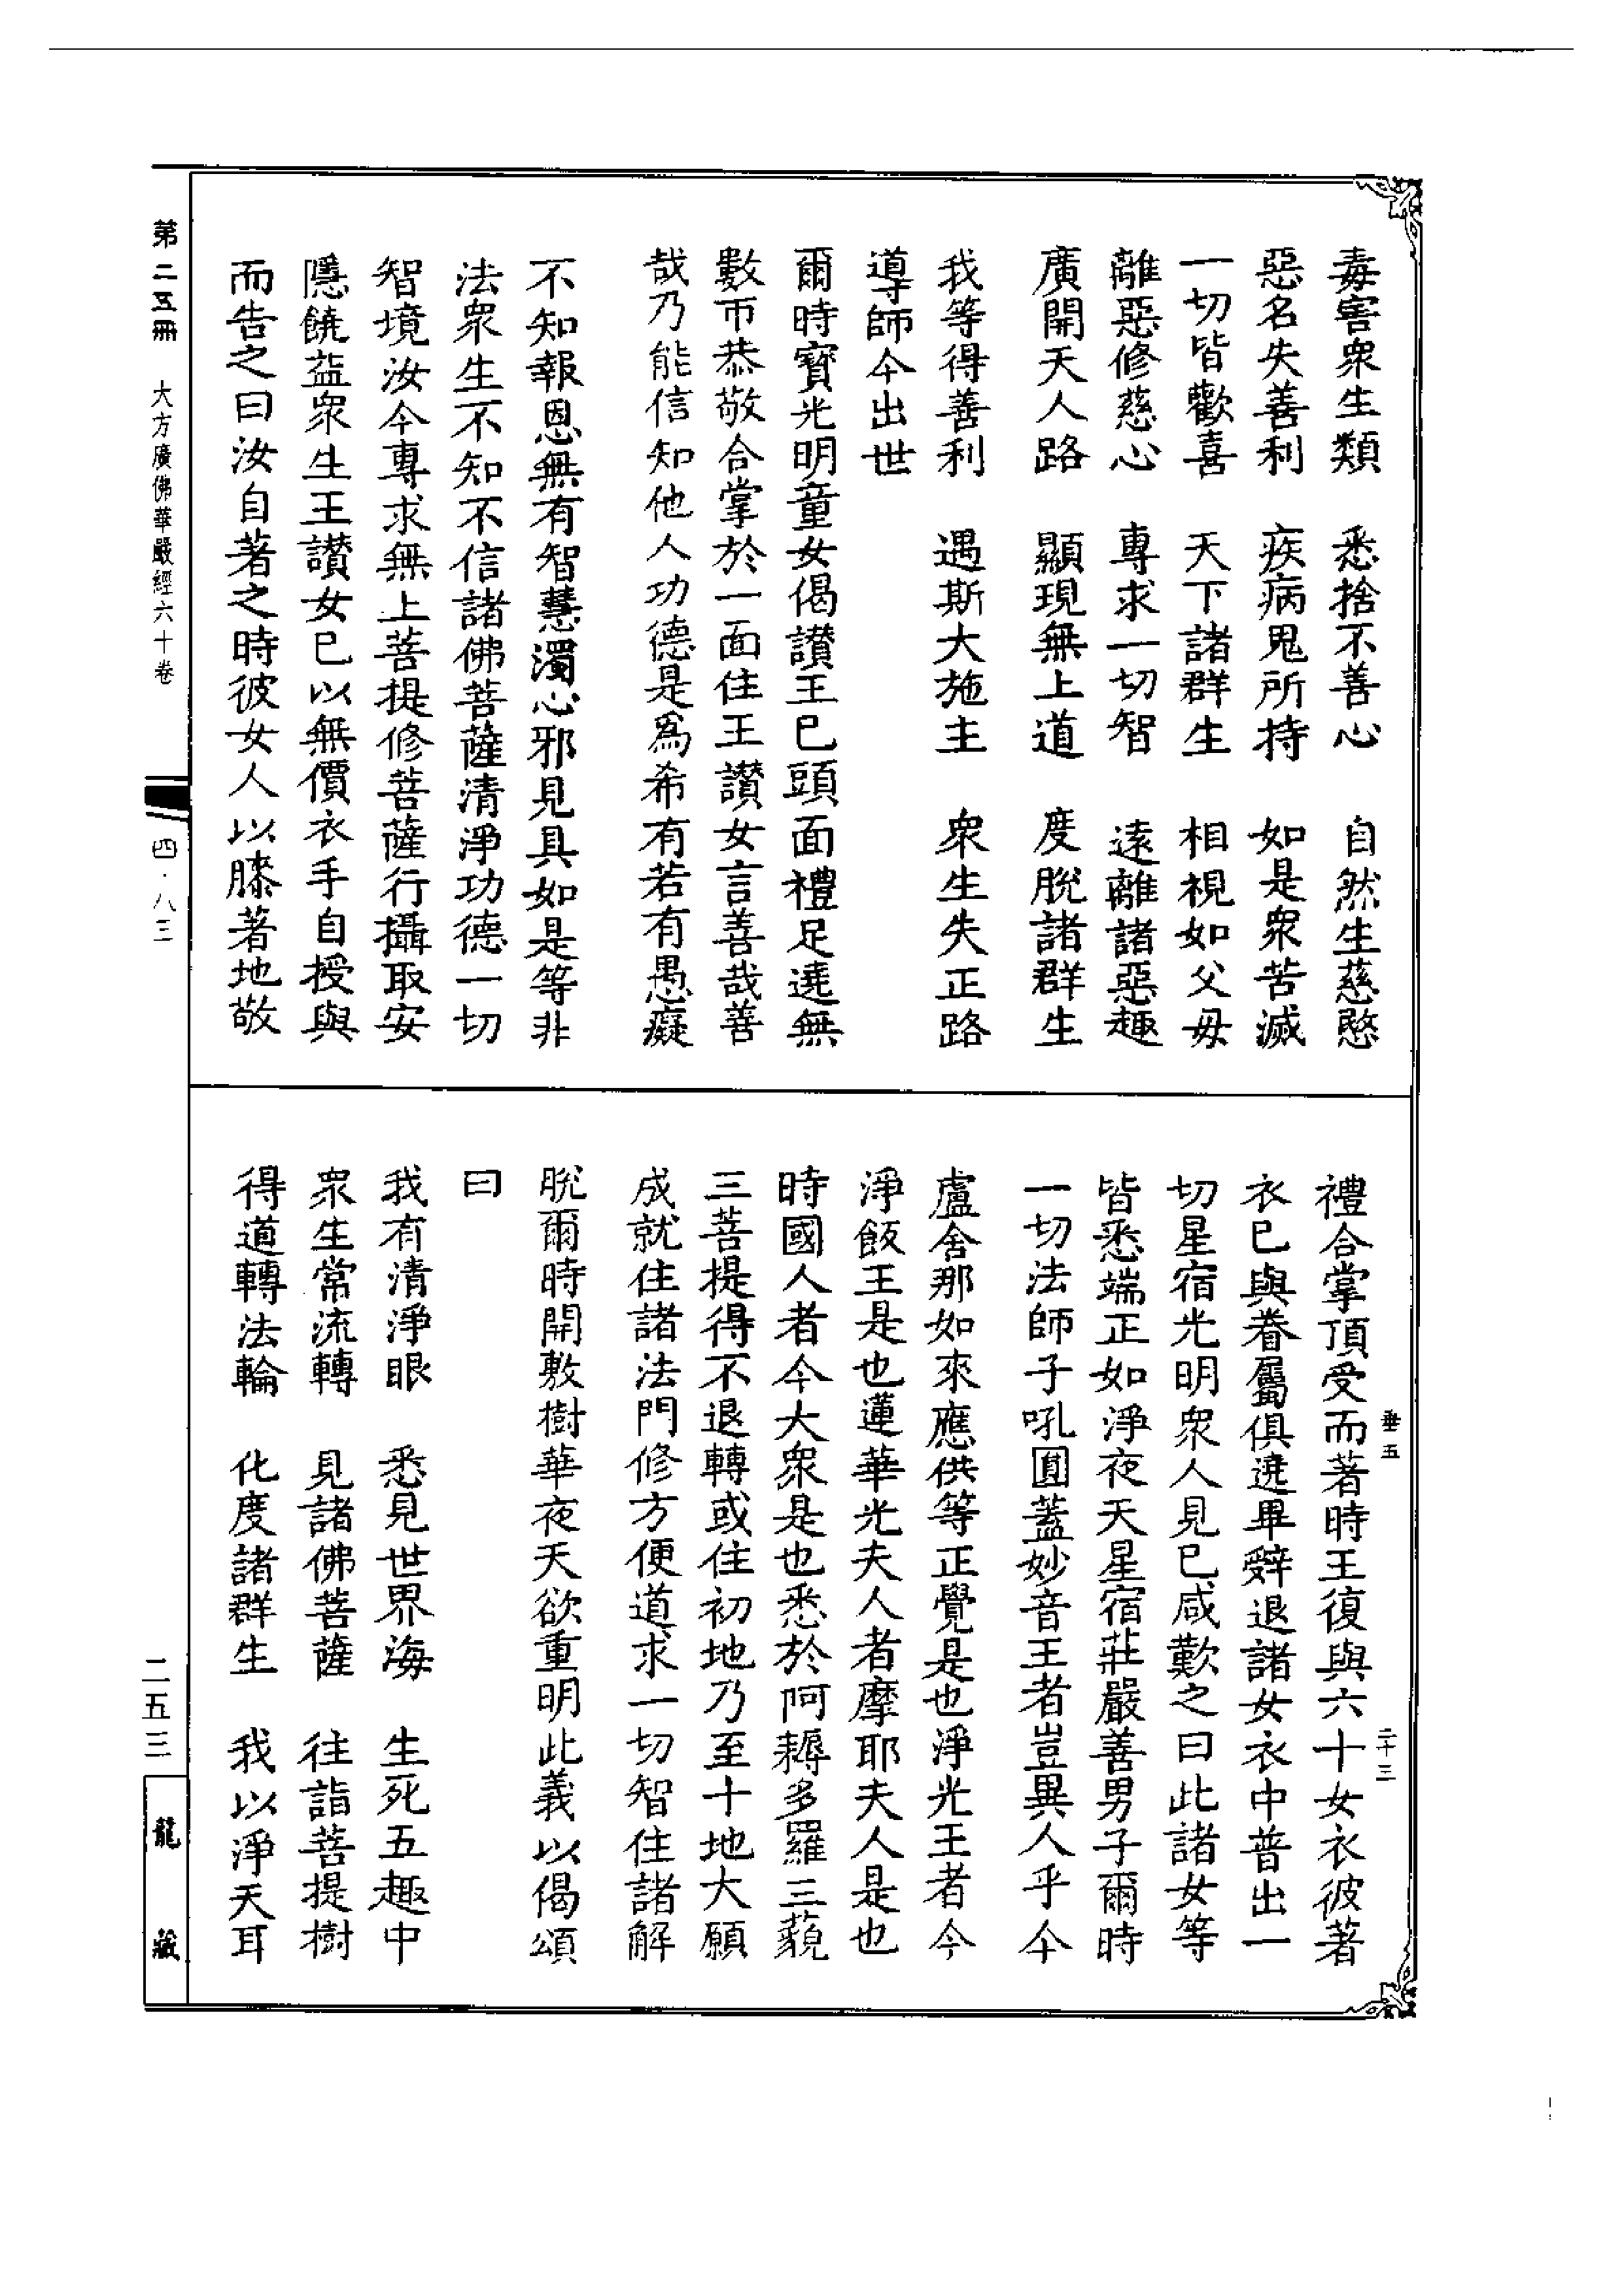 毒害衆生類　悉捨不善心　自然生慈愍
惡名失善利　疾病鬼所持　如是衆苦滅
一切皆歡喜　天下諸群生　相視如父母
離惡修慈心　專求一切智　遠離諸惡趣
廣開天人路　顯現無上道　度脫諸群生
我等得善利　遇斯大施主　衆生失正路
導師今出世
爾時寶光明童女偈讃王已頭面禮足遶無
數帀恭敬合掌於一面住王讃女言善哉善
哉乃能信知他人功德是爲希有若有愚癡
不知報恩無有智慧濁心邪見具如是等非
法衆生不知不信諸佛菩薩清淨功德一切
智境汝今專求無上菩提修菩薩行攝取安
隱饒益衆生王讃女已以無價衣手自授與
而告之曰汝自著之時彼女人以膝著地敬
禮合掌頂受而著時王復與六十女衣彼著
衣已與眷屬俱遶畢辭退諸女衣中普出一
切星宿光明衆人見已咸歎之曰此諸女等
皆悉端正如淨夜天星宿莊嚴善男子爾時
一切法師子吼圓蓋妙音王者豈異人乎今
盧舍那如來應供等正覺是也淨光王者今
淨飯王是也蓮華光夫人者摩耶夫人是也
時國人者今大衆是也悉於阿耨多羅三藐
三菩提得不退轉或住初地乃至十地大願
成就住諸法門修方便道求一切智住諸解
脫爾時開敷樹華夜天欲重明此義以偈頌
曰
我有清淨眼　悉見世界海　生死五趣中
衆生常流轉　見諸佛菩薩　往詣菩提樹
得道轉法輪　化度諸群生　我以淨天耳
垂五
二十三
第二五冊　大方廣佛華嚴經六十卷
四·八三
二五三
龍藏